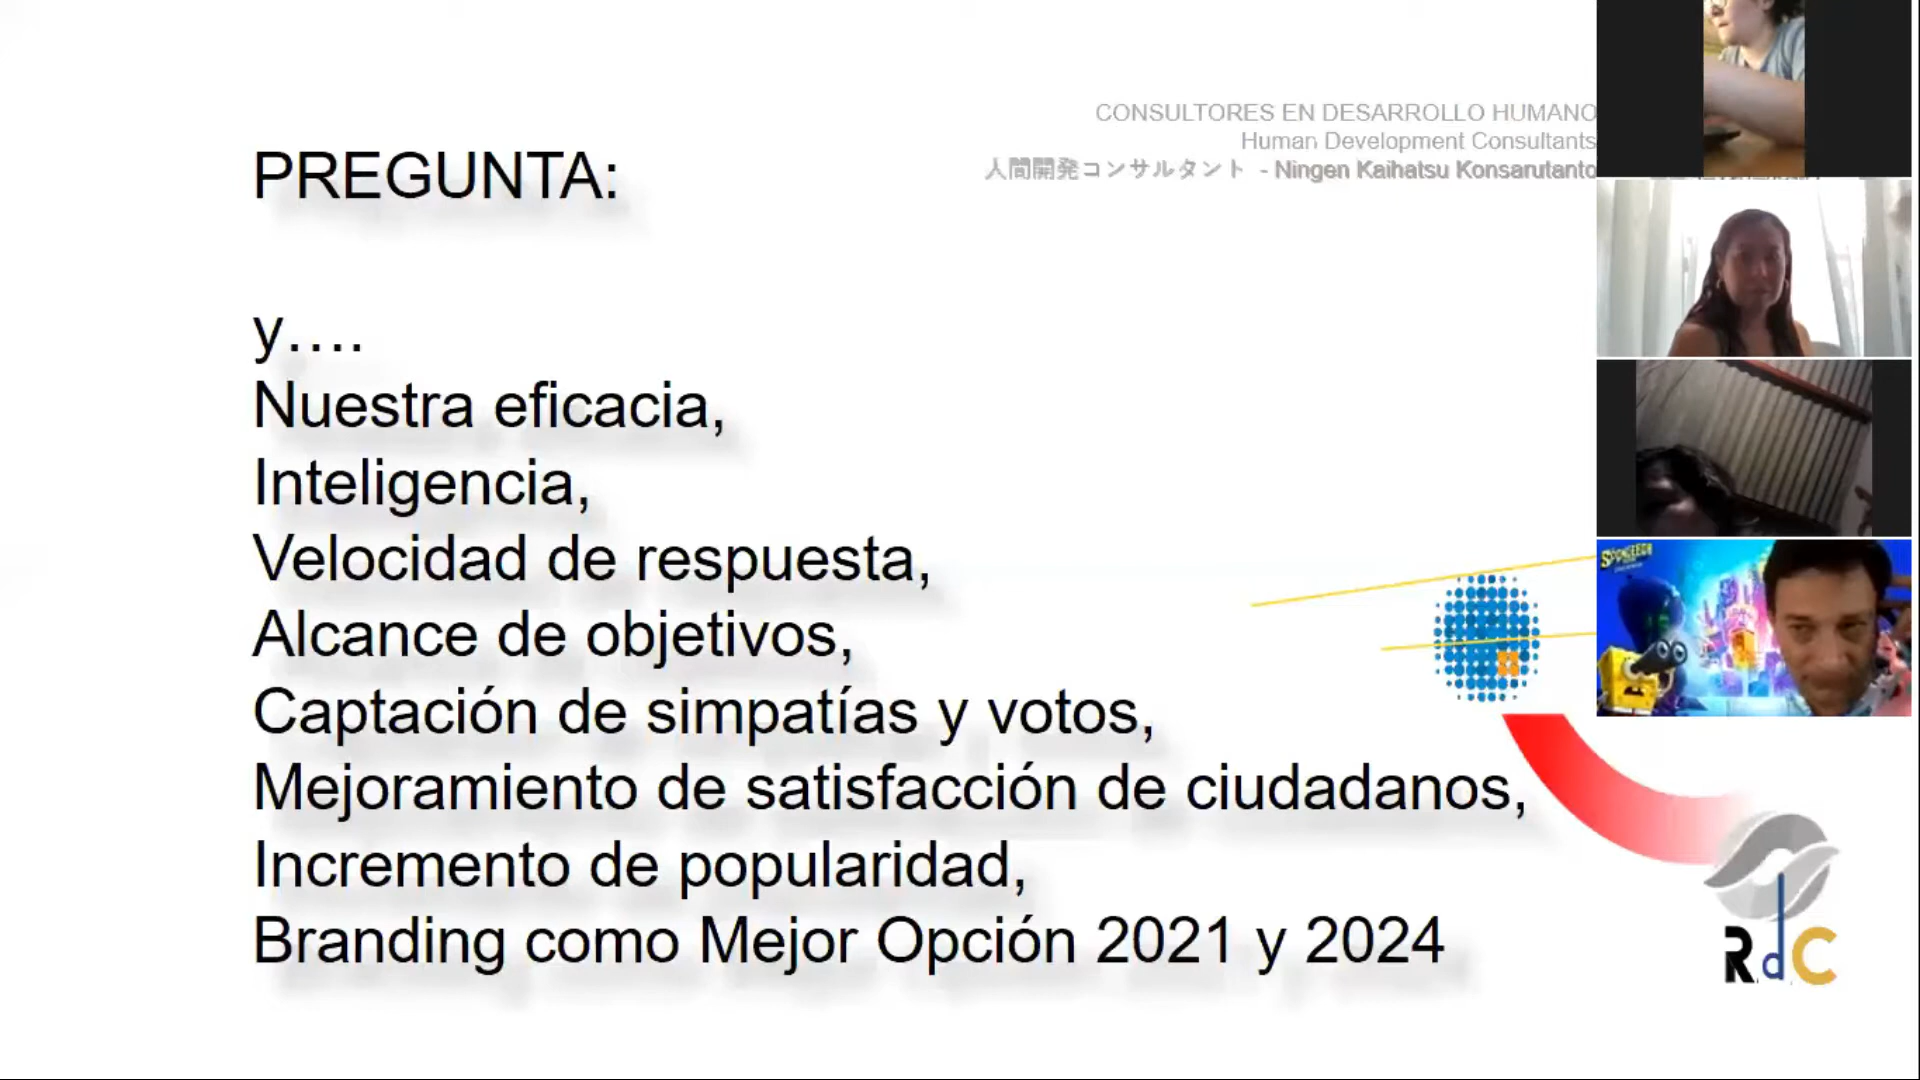 CONSULTORES EN DESARROLLO HUMANO
Human Development Consultants
人間開発コンサルタント - Ningen Kaihatsu Konsarutanto
PREGUNTA:
y....
Nuestra eficacia,
Inteligencia,
Velocidad de respuesta,
Alcance de objetivos,
Captación de simpatías y votos,
Mejoramiento de satisfacción de ciudadanos,
Incremento de popularidad,
Branding como Mejor Opción 2021 y 2024
RdC